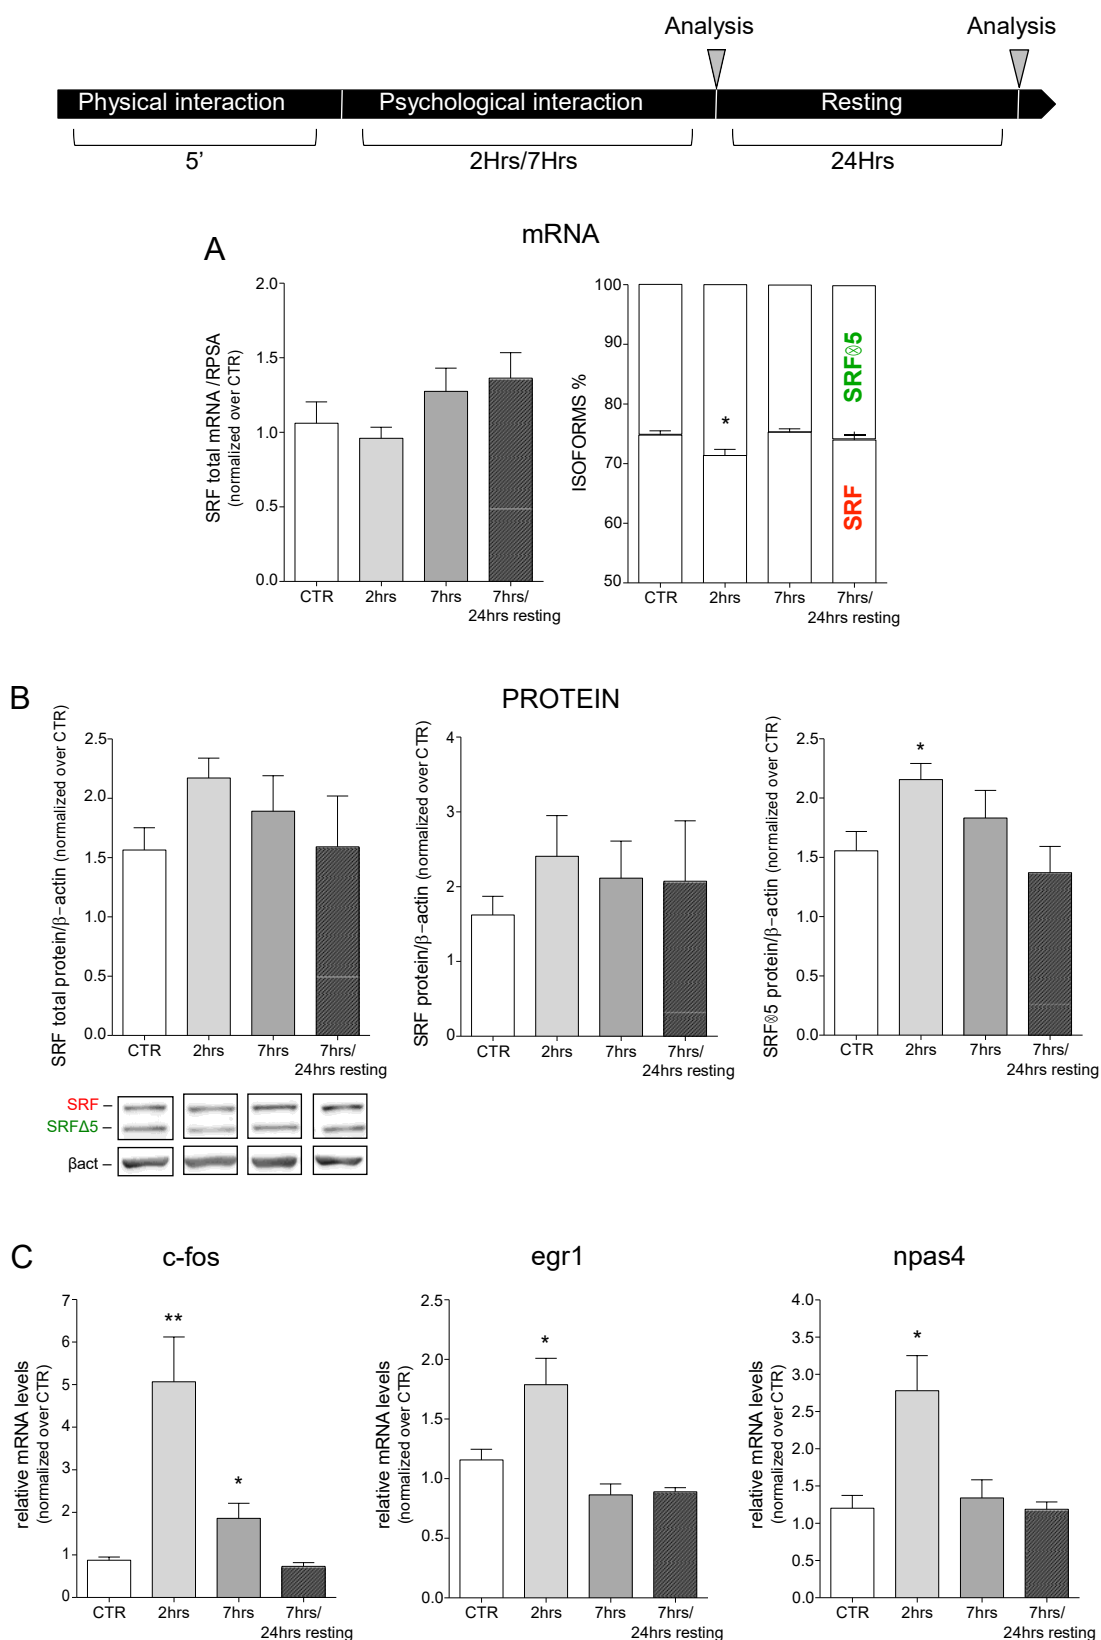 Analysis Analysis
Physical interaction Psychological interaction Resting
5’ 2Hrs/7Hrs 24Hrs
A mRNA
SRF total mRNA /RPSA
(normalized over CTR)
2.0
1.5
1.0
0.5
0.0
CTR 2hrs 7hrs 7hrs/
24hrs resting
ISOFORMS %
100
90
80
70
60
50
*
SRF⊗5
SRF
CTR 2hrs 7hrs 7hrs/
24hrs resting
B PROTEIN
SRF total protein/β−actin (normalized over CTR)
2.5
2.0
1.5
1.0
0.5
0.0
CTR 2hrs 7hrs 7hrs/
24hrs resting
SRF –
SRFΔ5 –
βact –
SRF protein/β−actin (normalized over CTR)
4
3
2
1
0
CTR 2hrs 7hrs 7hrs/
24hrs resting
SRF⊗5 protein/β−actin (normalized over CTR)
2.5
2.0
1.5
1.0
0.5
0.0
*
CTR 2hrs 7hrs 7hrs/
24hrs resting
C c-fos egr1 npas4
relative mRNA levels
(normalized over CTR)
7
6
5
4
3
2
1
0
**
*
CTR 2hrs 7hrs 7hrs/
24hrs resting
relative mRNA levels
(normalized over CTR)
2.5
2.0
1.5
1.0
0.5
0.0
*
CTR 2hrs 7hrs 7hrs/
24hrs resting
relative mRNA levels
(normalized over CTR)
4.0
3.5
3.0
2.5
2.0
1.5
1.0
0.5
0.0
*
CTR 2hrs 7hrs 7hrs/
24hrs resting